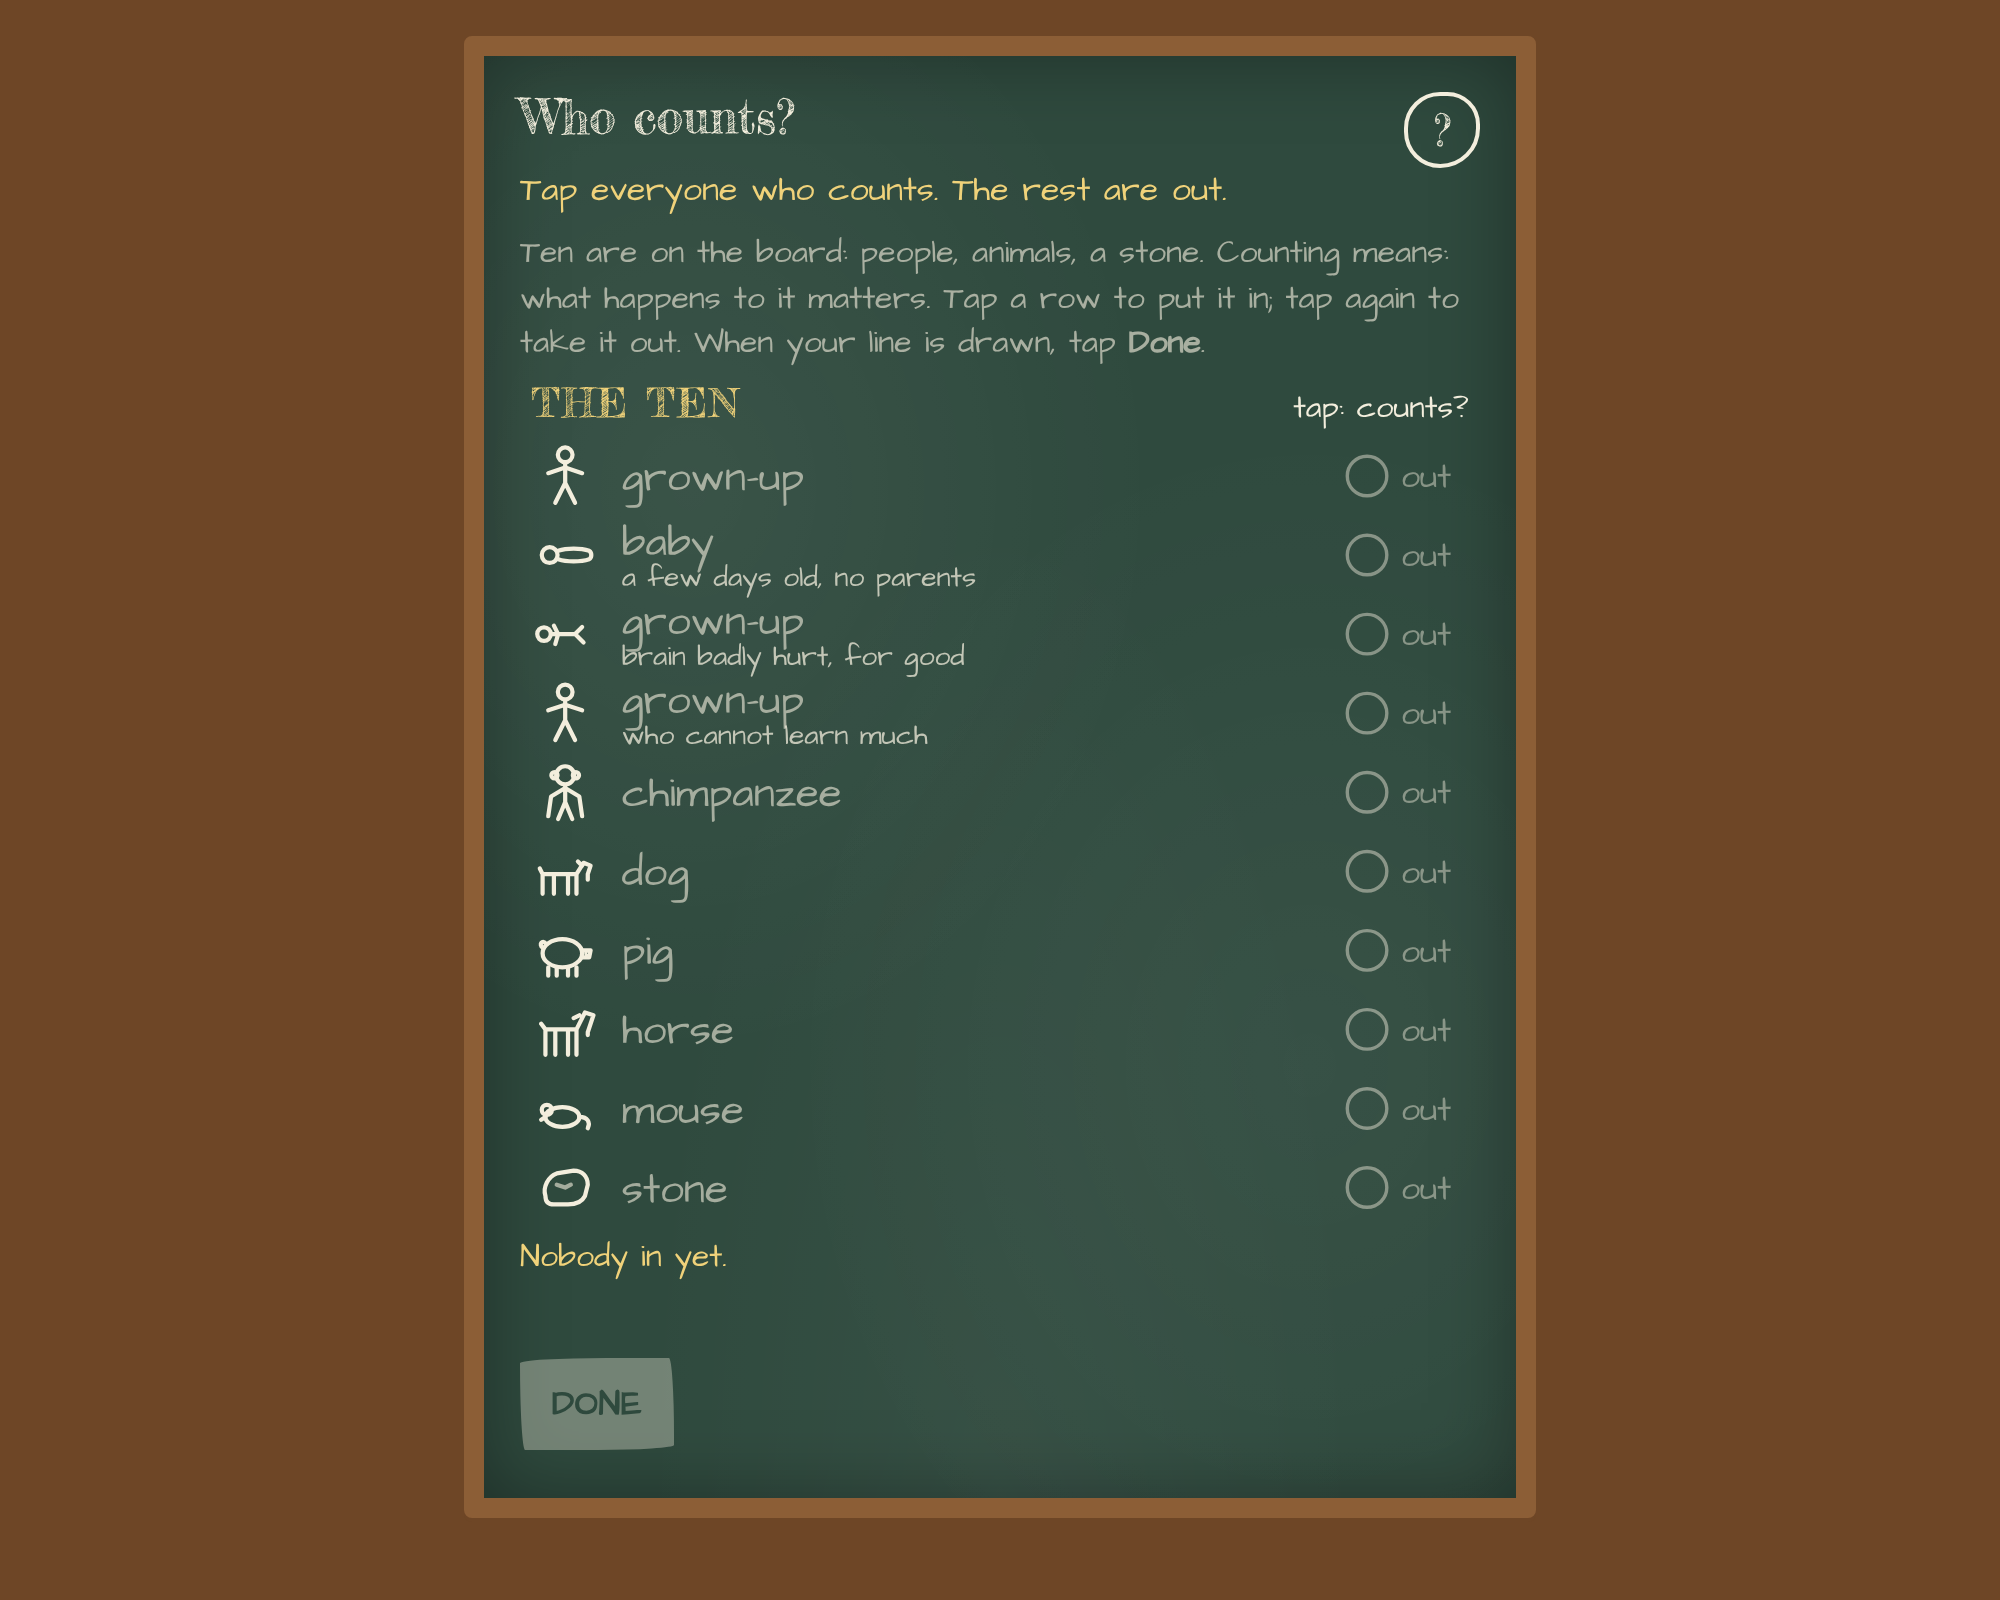 Who counts?
?
Tap everyone who counts. The rest are out.
Ten are on the board: people, animals, a stone. Counting means:
what happens to it matters. Tap a row to put it in; tap again to
take it out. When your line is drawn, tap Done.
THE TEN
tap: counts?
grown-up
out
baby
a few days old, no parents
out
grown-up
brain badly hurt, for good
out
grown-up
who cannot learn much
out
chimpanzee
out
dog
out
pig
out
horse
out
mouse
out
stone
out
Nobody in yet.
DONE